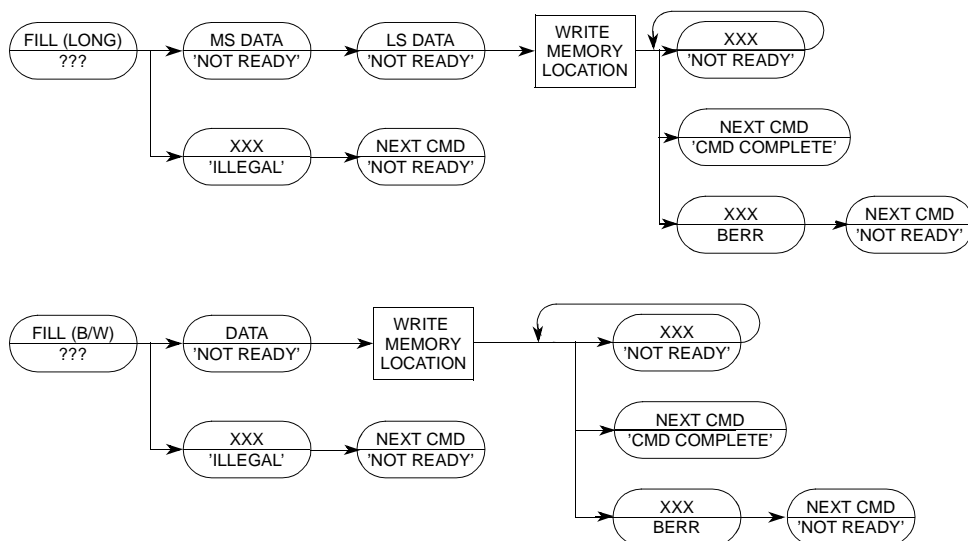 FILL (LONG)
???
MS DATA
'NOT READY'
LS DATA
'NOT READY'
WRITE
MEMORY
LOCATION
XXX
'NOT READY'
NEXT CMD
'CMD COMPLETE'
XXX
'ILLEGAL'
NEXT CMD
'NOT READY'
XXX
BERR
NEXT CMD
'NOT READY'
FILL (B/W)
???
DATA
'NOT READY'
WRITE
MEMORY
LOCATION
XXX
'NOT READY'
NEXT CMD
'CMD COMPLETE'
XXX
'ILLEGAL'
NEXT CMD
'NOT READY'
XXX
BERR
NEXT CMD
'NOT READY'